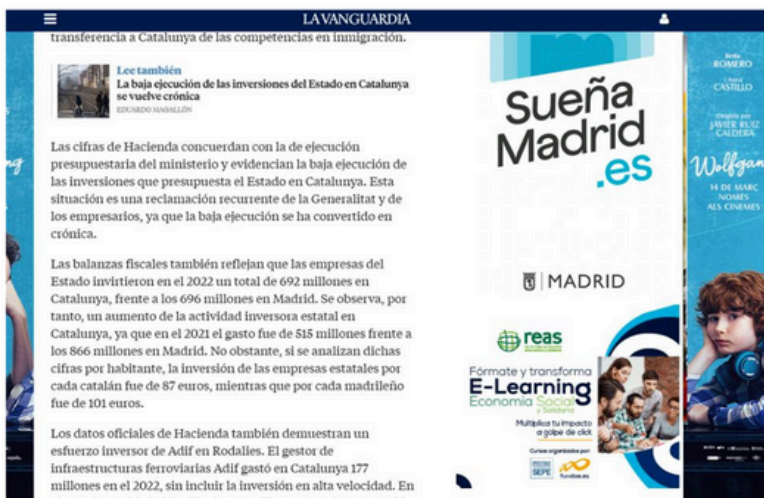 LA VANGUARDIA
transferencia a Catalunya de las competencias en inmigración.
Lee también
La baja ejecución de las inversiones del Estado en Catalunya
se vuelve crónica
EDUARDO MAGALLÓN
Las cifras de Hacienda concuerdan con la de ejecución
presupuestaria del ministerio y evidencian la baja ejecución de
las inversiones que presupuesta el Estado en Catalunya. Esta
situación es una reclamación recurrente de la Generalitat y de
los empresarios, ya que la baja ejecución se ha convertido en
crónica.
Las balanzas fiscales también reflejan que las empresas del
Estado invirtieron en el 2022 un total de 692 millones en
Catalunya, frente a los 696 millones en Madrid. Se observa, por
tanto, un aumento de la actividad inversora estatal en
Catalunya, ya que en el 2021 el gasto fue de 515 millones frente a
los 866 millones en Madrid. No obstante, si se analizan dichas
cifras por habitante, la inversión de las empresas estatales por
cada catalán fue de 87 euros, mientras que por cada madrileño
fue de 101 euros.
Los datos oficiales de Hacienda también demuestran un
esfuerzo inversor de Adif en Rodalies. El gestor de
infraestructuras ferroviarias Adif gastó en Catalunya 177
millones en el 2022, sin incluir la inversión en alta velocidad. En
Sueña
Madrid
.es
MADRID
reas
Fórmate y transforma
E-Learning
Economía Social
y Solidaria
Multiplica tu impacto
a golpe de click
Cursos organizados por:
SEPE
fundae.es
ROMERO
CASTILLO
Dirigida per
JAVIER RUIZ
CALDERA
Wolfgan
14 DE MARÇ
NOMÉS
ALS CINEMES